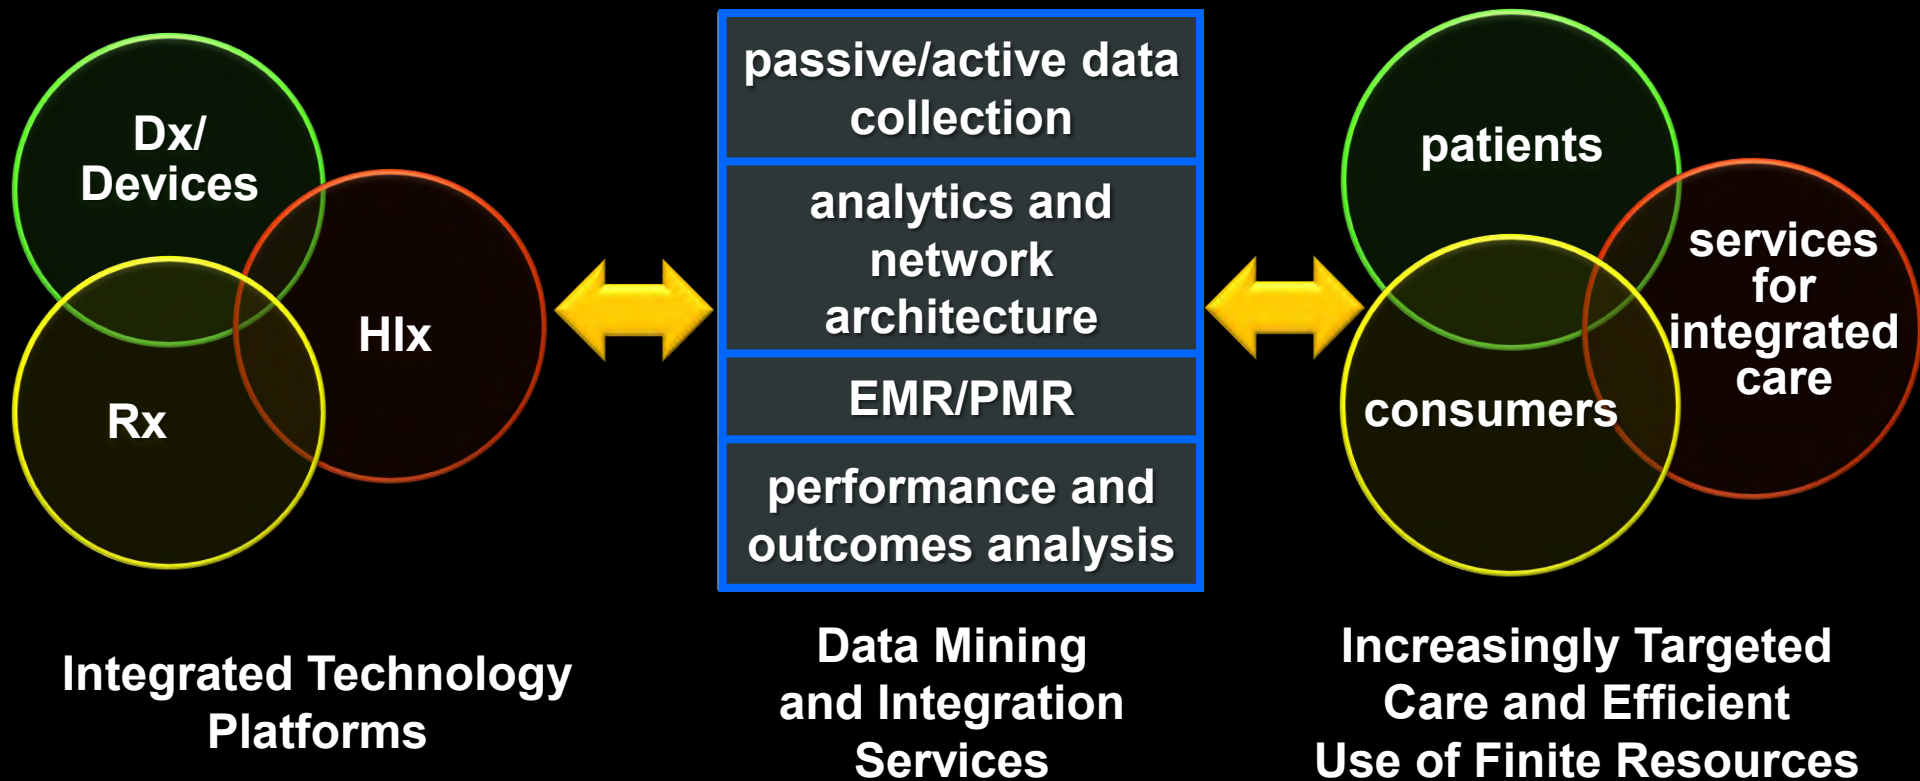 Dx/
Devices
HIx
Rx
Integrated Technology
Platforms
passive/active data
collection
analytics and
network
architecture
EMR/PMR
performance and
outcomes analysis
Data Mining
and Integration
Services
patients
services
for
integrated
care
consumers
Increasingly Targeted
Care and Efficient
Use of Finite Resources